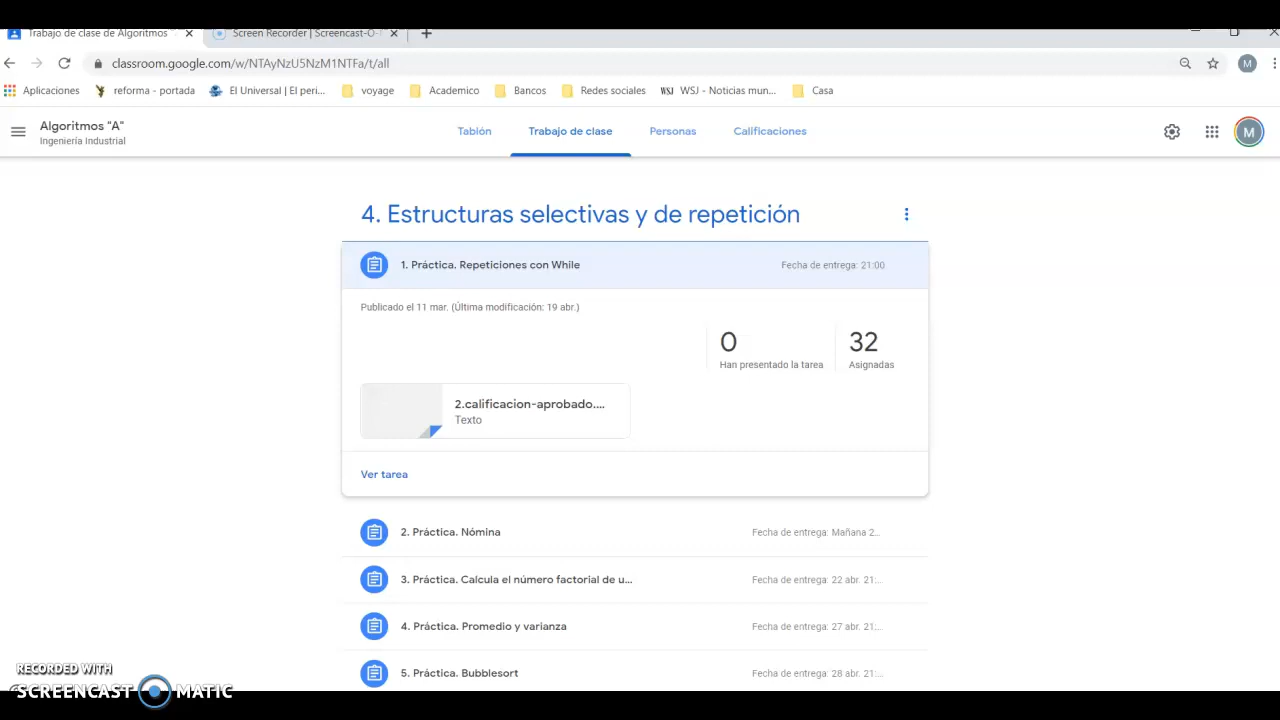 Trabajo de clase de Algoritmos "
Screen Recorder | Screencast-O-
classroom.google.com/w/NTAyNzU5NzM1NTFa/t/all
M
Aplicaciones
reforma - portada
El Universal | El peri...
voyage
Academico
Bancos
Redes sociales
WSJ WSJ - Noticias mun...
Casa
Algoritmos "A"
Ingeniería Industrial
Tablón
Trabajo de clase
Personas
Calificaciones
M
4. Estructuras selectivas y de repetición
1. Práctica. Repeticiones con While
Fecha de entrega: 21:00
Publicado el 11 mar. (Última modificación: 19 abr.)
0
Han presentado la tarea
32
Asignadas
2.calificacion-aprobado....
Texto
Ver tarea
2. Práctica. Nómina
Fecha de entrega: Mañana 2...
3. Práctica. Calcula el número factorial de u...
Fecha de entrega: 22 abr. 21:...
4. Práctica. Promedio y varianza
Fecha de entrega: 27 abr. 21:...
5. Práctica. Bubblesort
Fecha de entrega: 28 abr. 21:...
RECORDED WITH
SCREENCAST MATIC